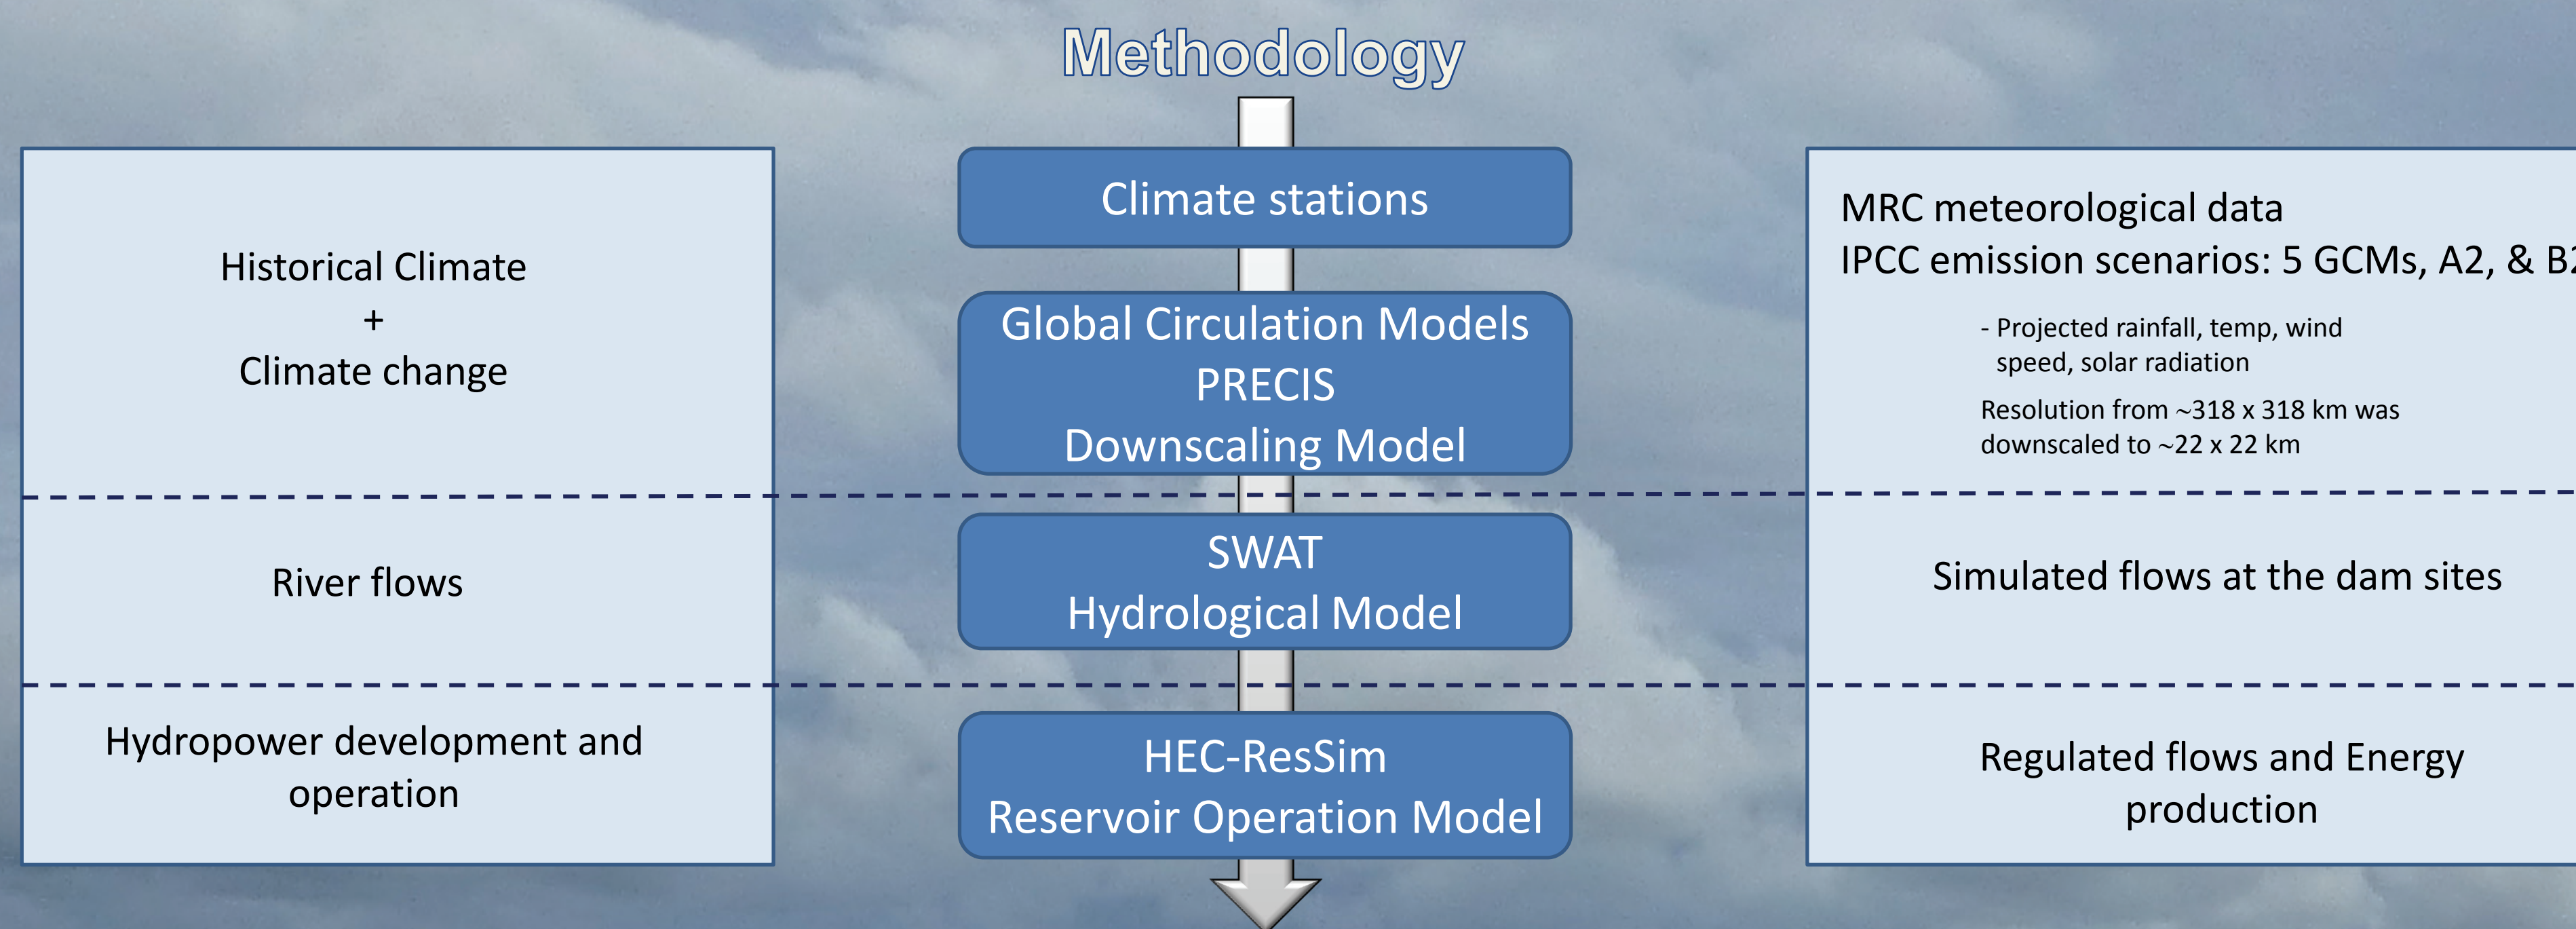 Methodology
Historical Climate
+
Climate change
River flows
Hydropower development and
operation
Climate stations
Global Circulation Models
PRECIS
Downscaling Model
SWAT
Hydrological Model
HEC-ResSim
Reservoir Operation Model
MRC meteorological data
IPCC emission scenarios: 5 GCMs, A2, & B2
- Projected rainfall, temp, wind
speed, solar radiation
Resolution from ~318 x 318 km was
downscaled to ~22 x 22 km
Simulated flows at the dam sites
Regulated flows and Energy
production